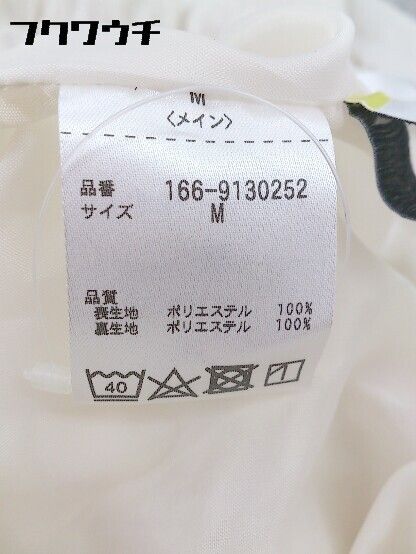 フクワウチ
M
〈メイン〉
品番 166-9130252
サイズ M
品質
表生地 ポリエステル 100%
裏生地 ポリエステル 100%
40